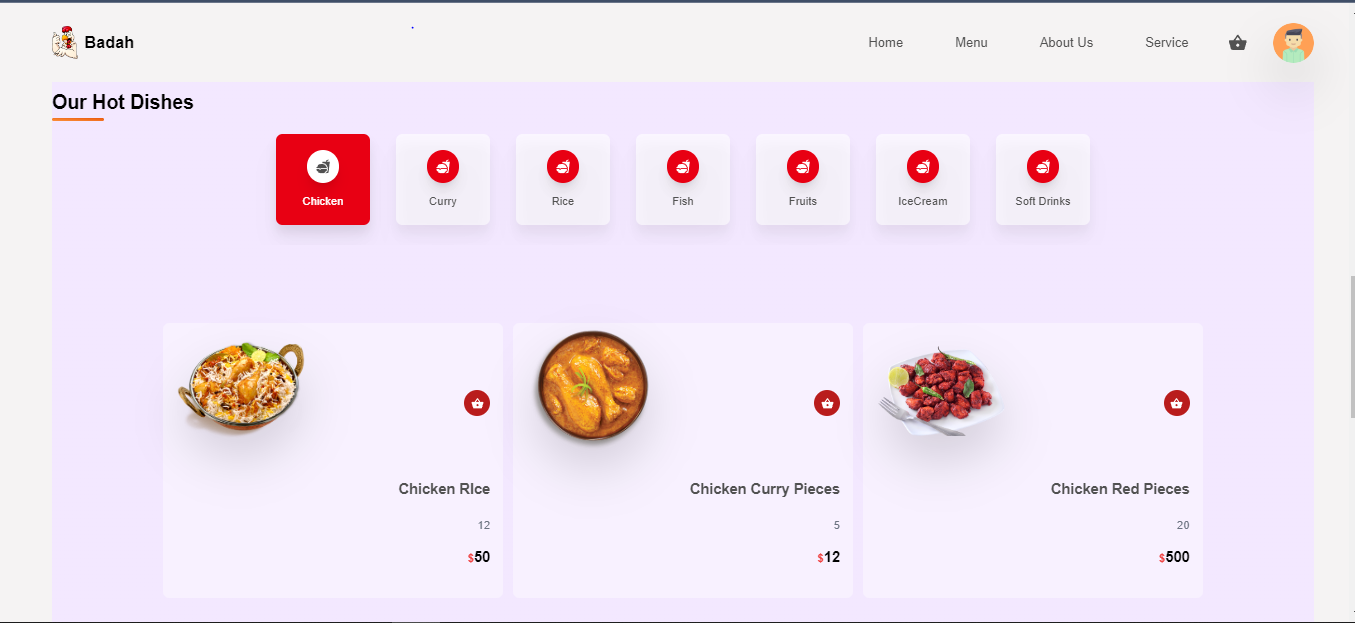 Badah
Home Menu About Us Service
Our Hot Dishes
Chicken Curry Rice Fish Fruits IceCream Soft Drinks
Chicken RIce Chicken Curry Pieces Chicken Red Pieces
12 5 20
$50 $12 $500